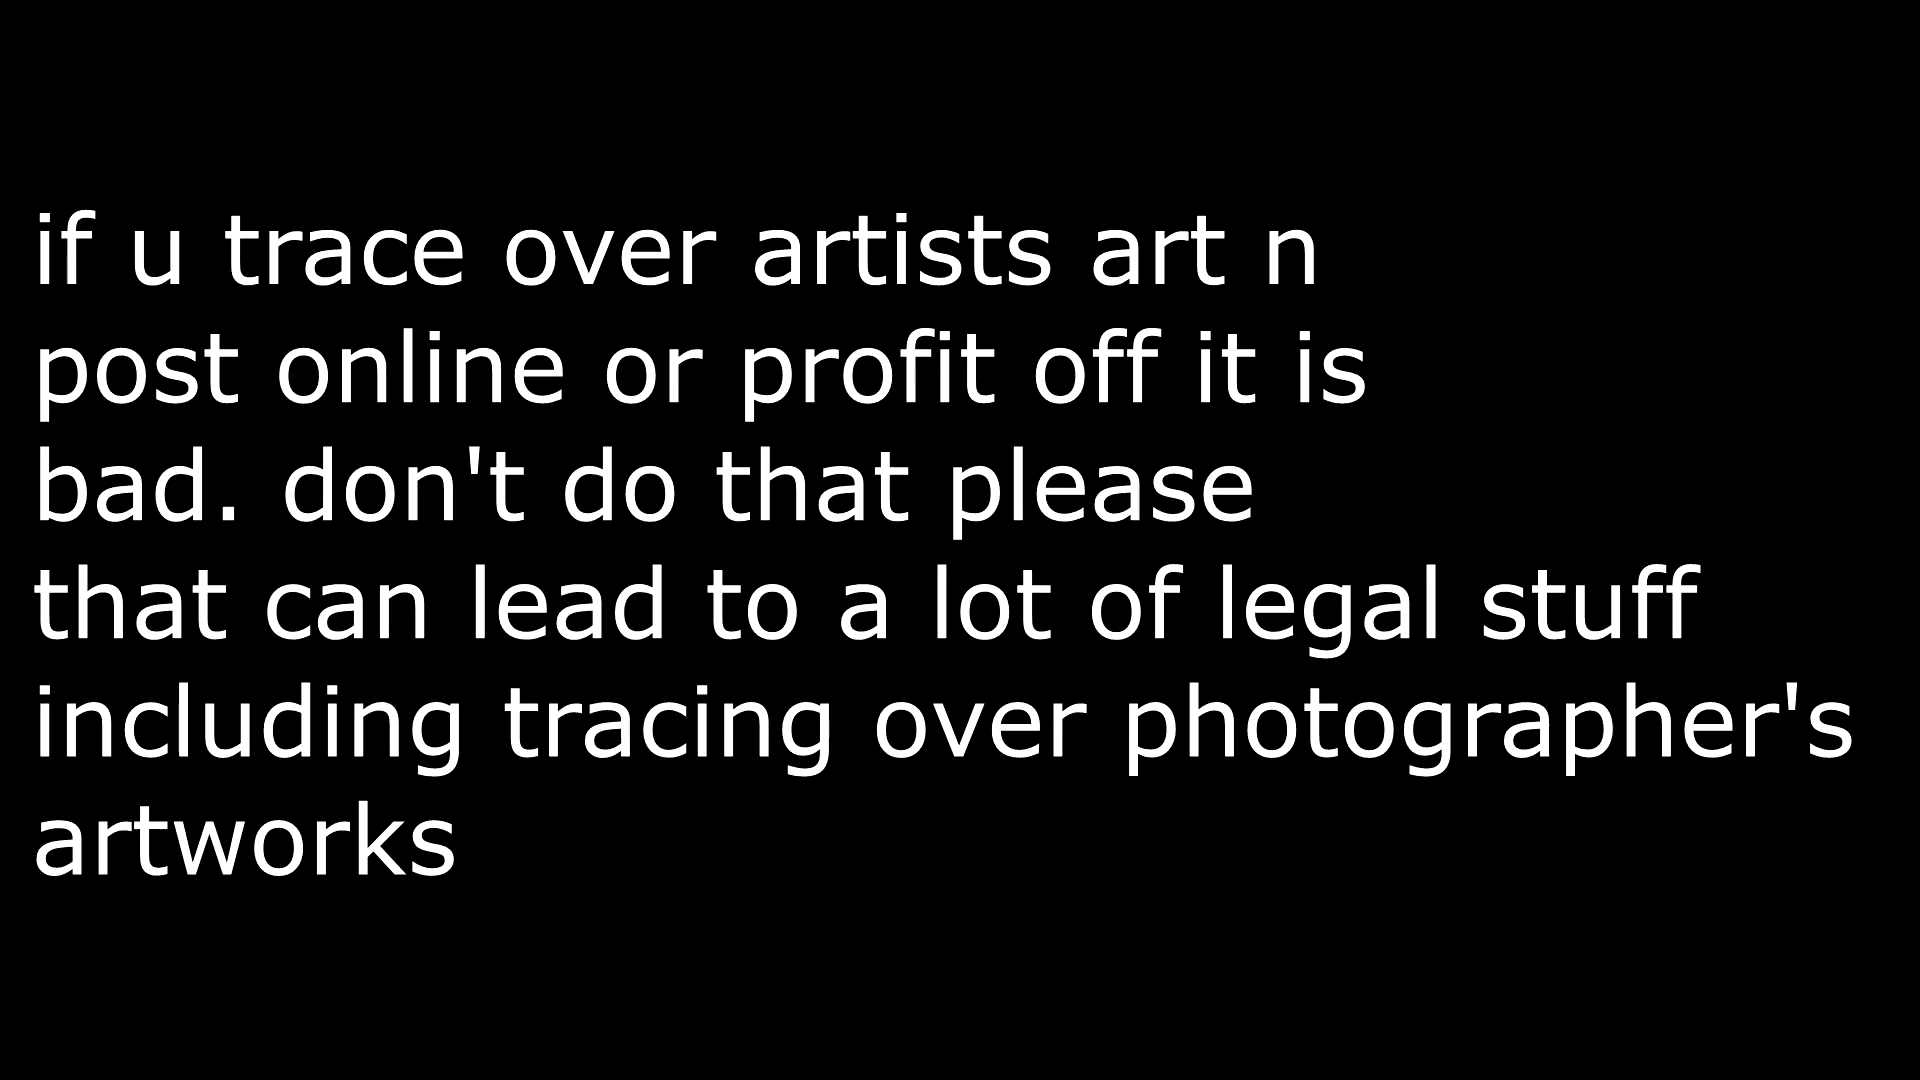 if u trace over artists art n
post online or profit off it is
bad. don't do that please
that can lead to a lot of legal stuff
including tracing over photographer's
artworks